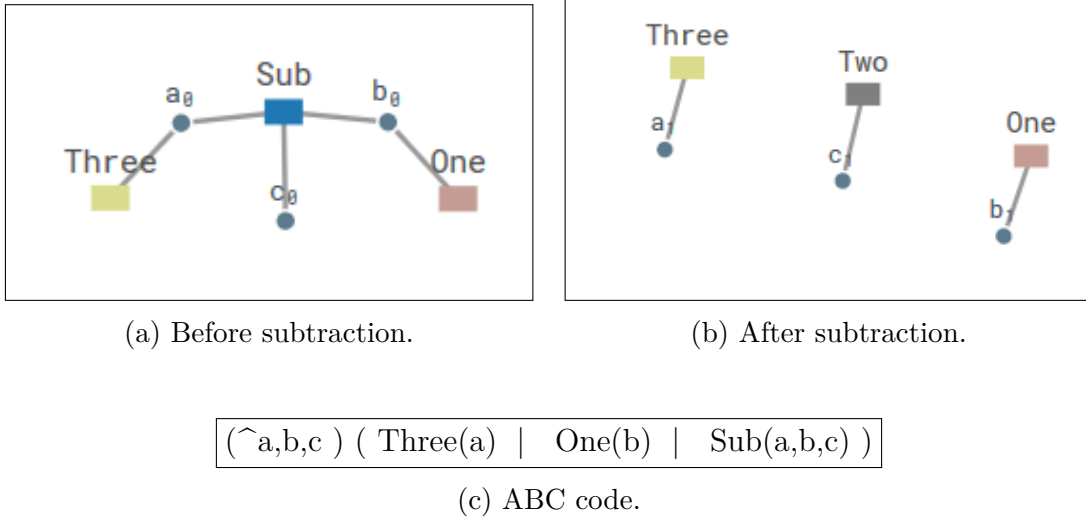 Sub
a₀
b₀
Three
One
c₀
Three
Two
One
a₁
c₁
b₁
(a) Before subtraction.
(b) After subtraction.
(^a,b,c ) ( Three(a) | One(b) | Sub(a,b,c) )
(c) ABC code.